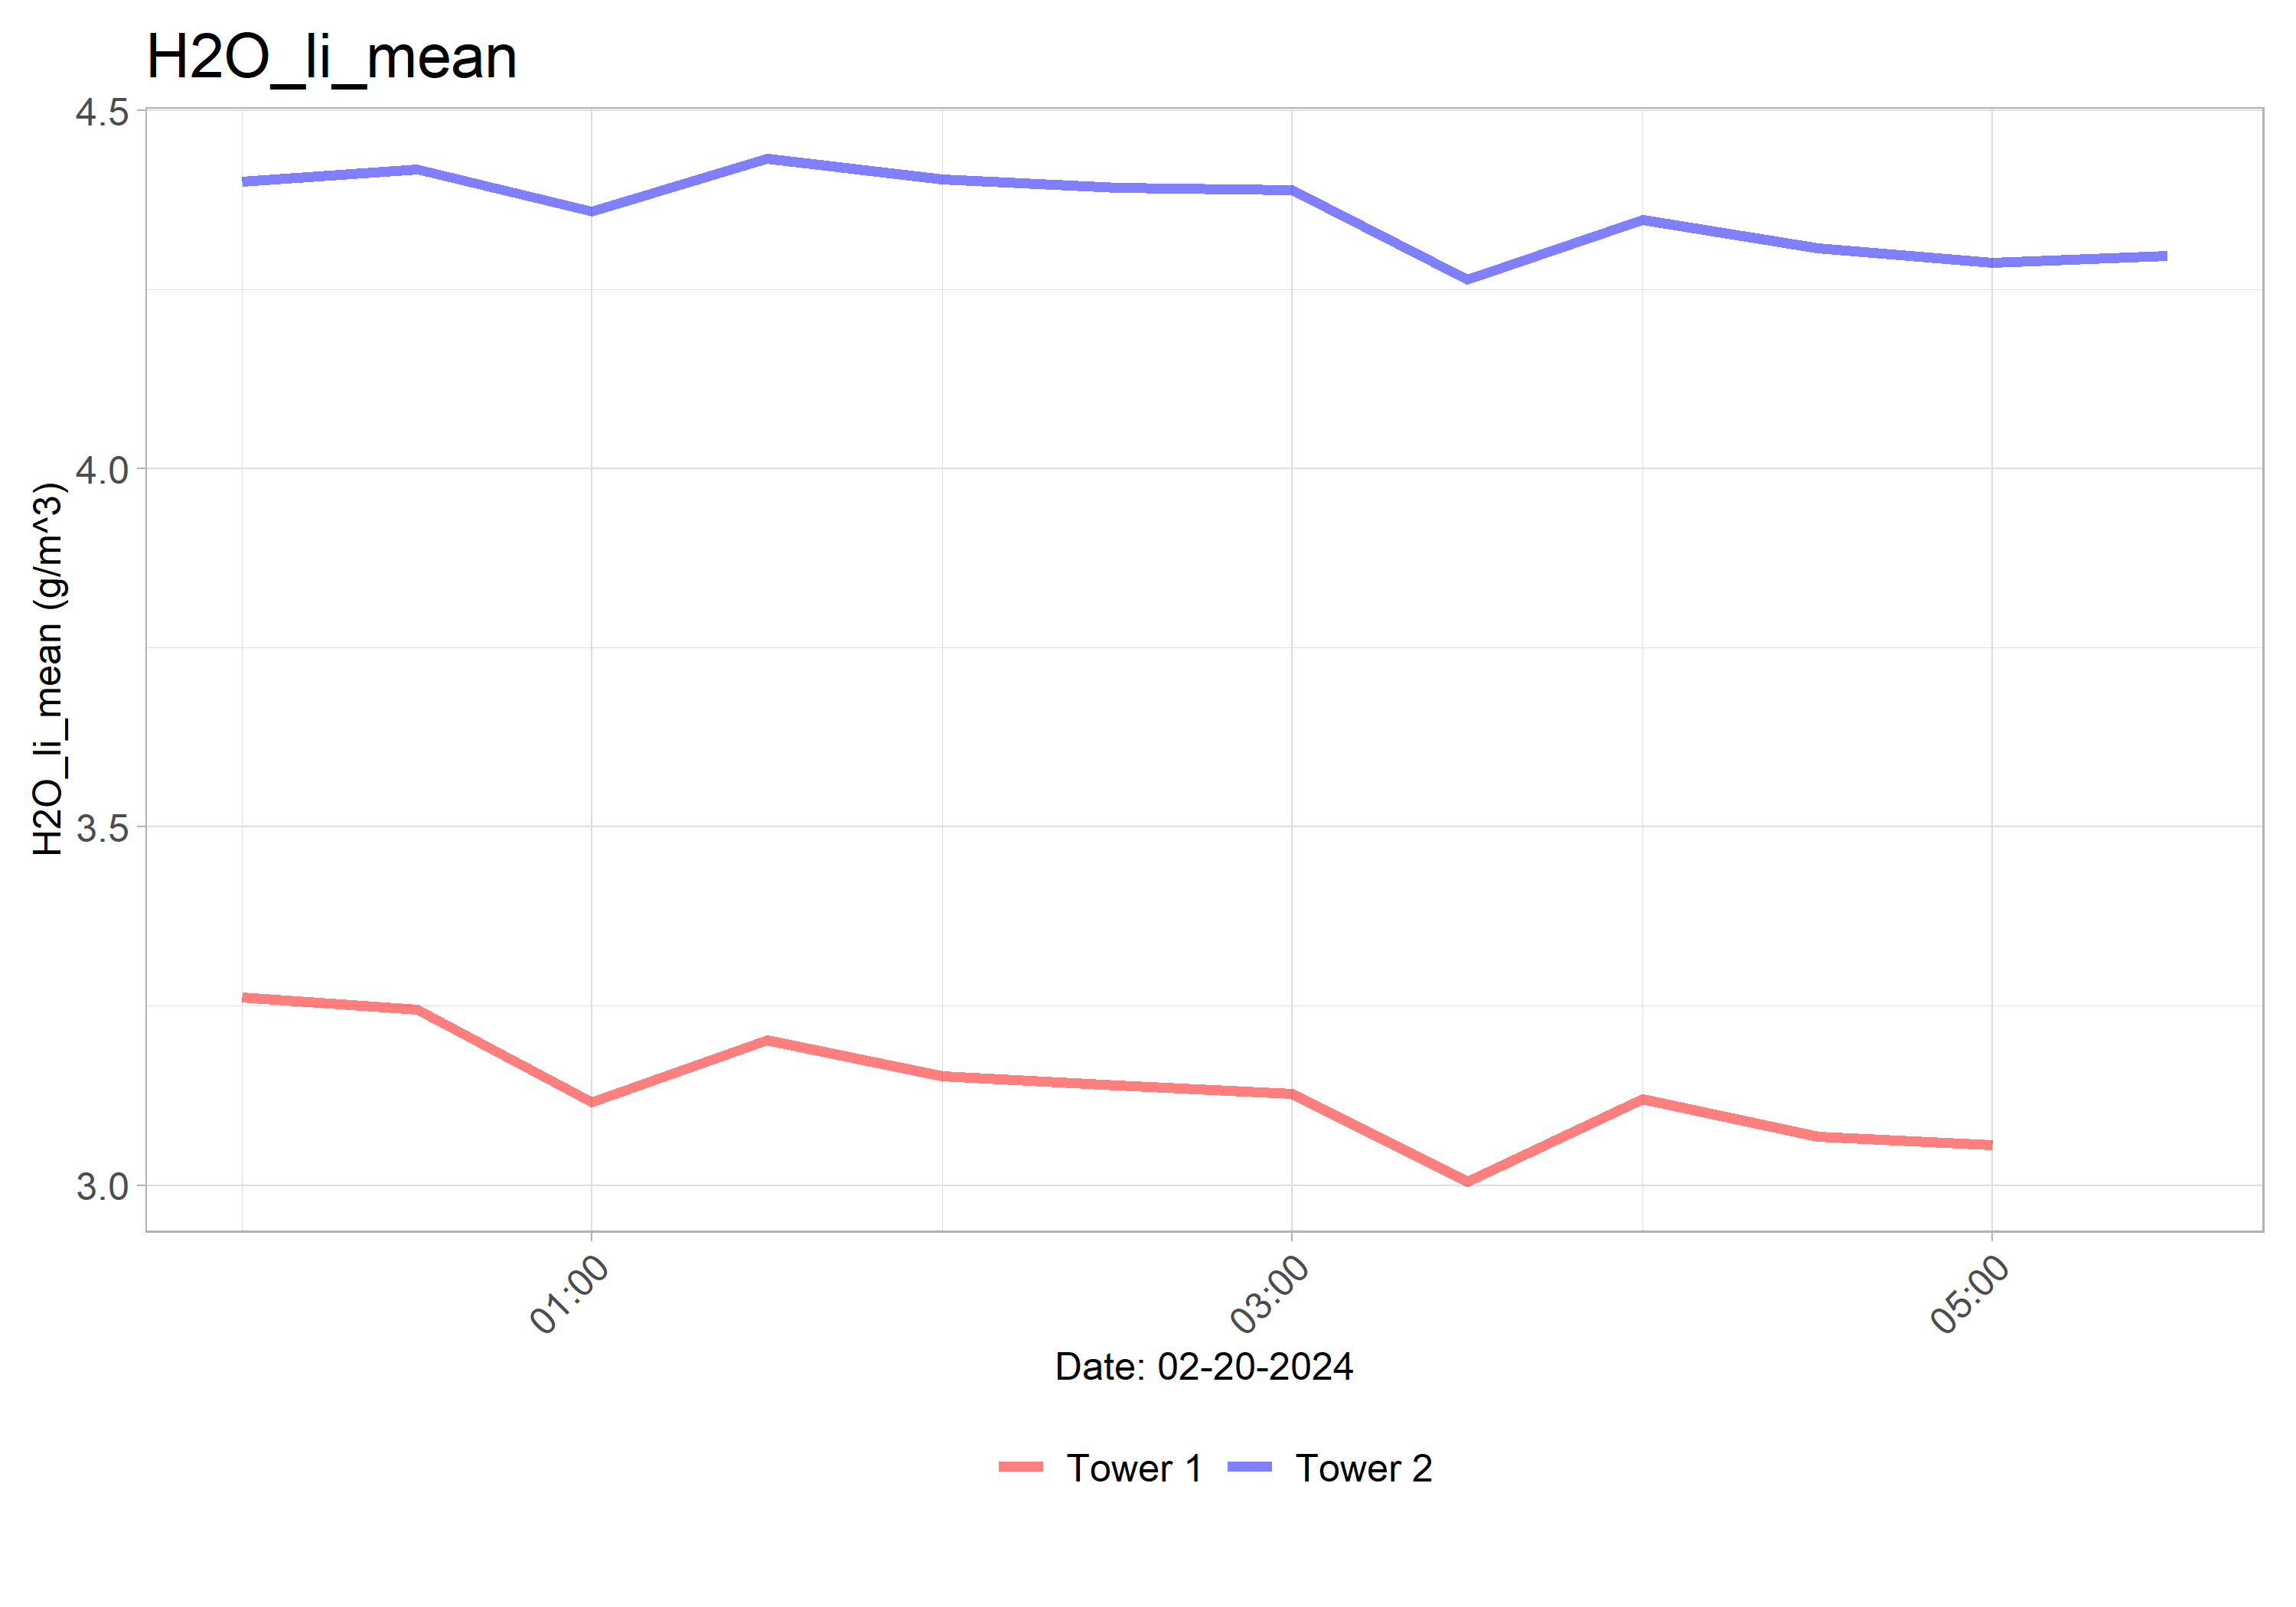 H2O_li_mean
4.5
4.0
3.5
3.0
H2O_li_mean (g/m^3)
01:00
03:00
05:00
Date: 02-20-2024
Tower 1
Tower 2